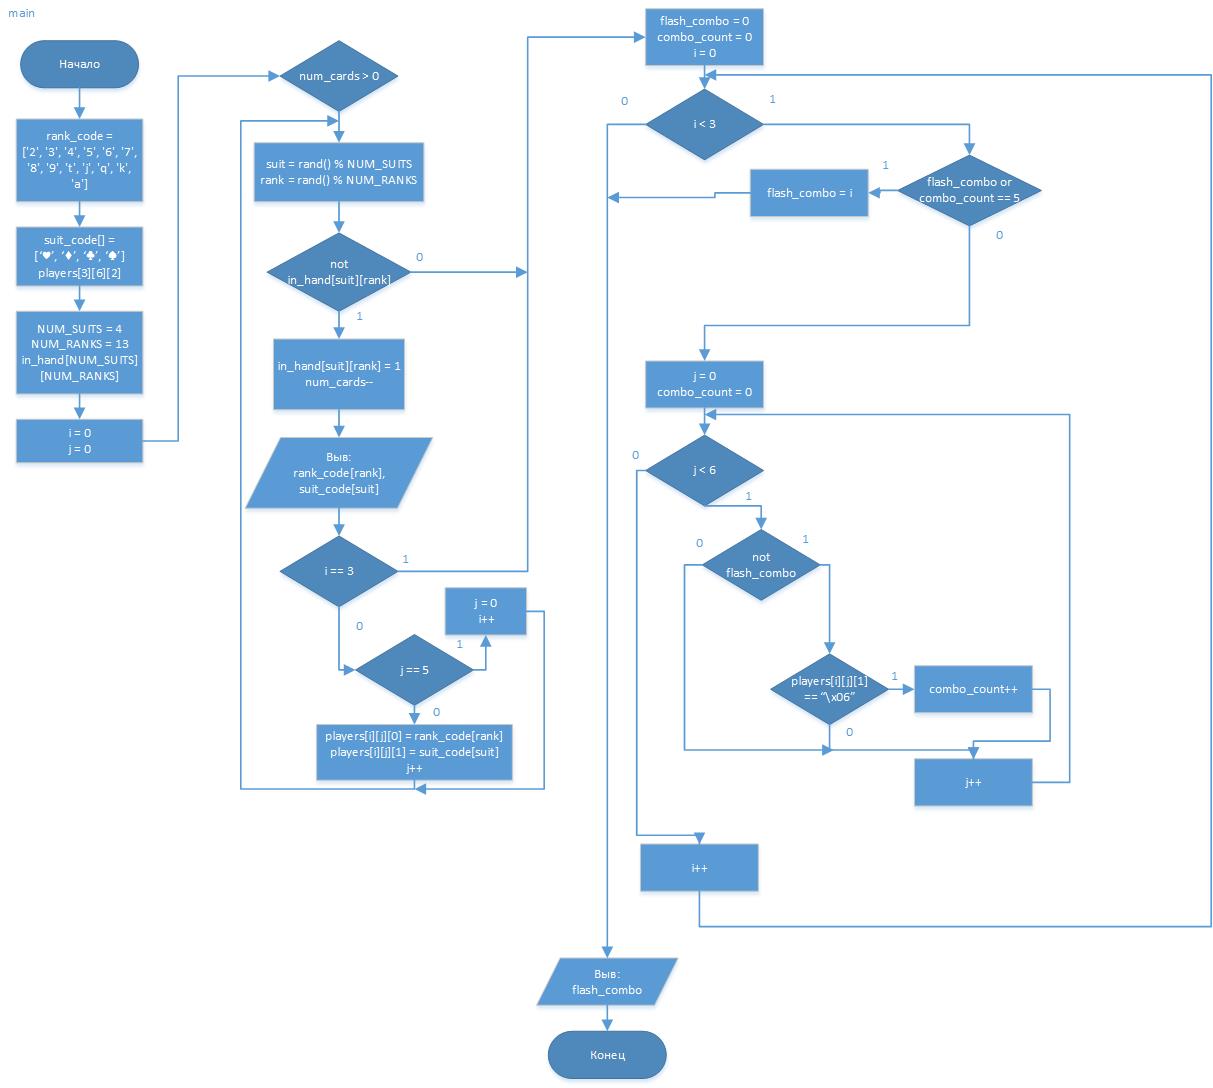 main
Начало
rank_code =
['2', '3', '4', '5', '6', '7',
'8', '9', 't', 'j', 'q', 'k',
'a']
suit_code[] =
['♥', '♦', '♣', '♠']
players[3][6][2]
NUM_SUITS = 4
NUM_RANKS = 13
in_hand[NUM_SUITS]
[NUM_RANKS]
i = 0
j = 0
num_cards > 0
suit = rand() % NUM_SUITS
rank = rand() % NUM_RANKS
not
in_hand[suit][rank]
0
1
in_hand[suit][rank] = 1
num_cards--
Выв:
rank_code[rank],
suit_code[suit]
i == 3
1
0
j = 0
i++
j == 5
1
0
players[i][j][0] = rank_code[rank]
players[i][j][1] = suit_code[suit]
j++
flash_combo = 0
combo_count = 0
i = 0
i < 3
0
1
flash_combo or
combo_count == 5
1
0
flash_combo = i
j = 0
combo_count = 0
j < 6
0
1
not
flash_combo
0
1
players[i][j][1]
== “\x06”
1
0
combo_count++
j++
i++
Выв:
flash_combo
Конец